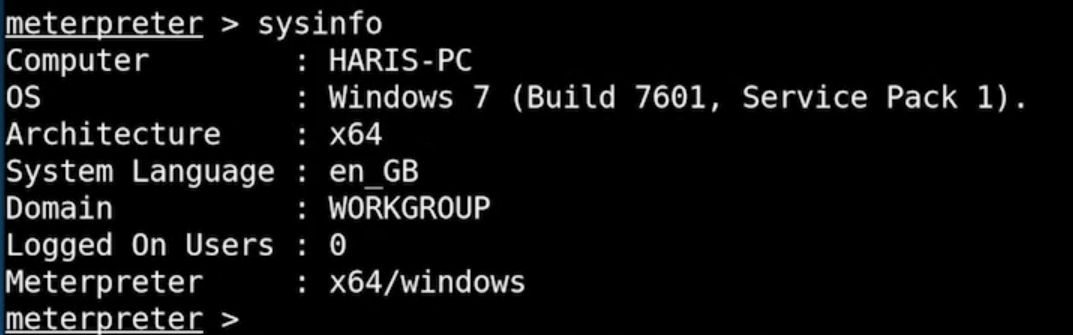 meterpreter > sysinfo
Computer : HARIS-PC
OS : Windows 7 (Build 7601, Service Pack 1).
Architecture : x64
System Language : en_GB
Domain : WORKGROUP
Logged On Users : 0
Meterpreter : x64/windows
meterpreter >